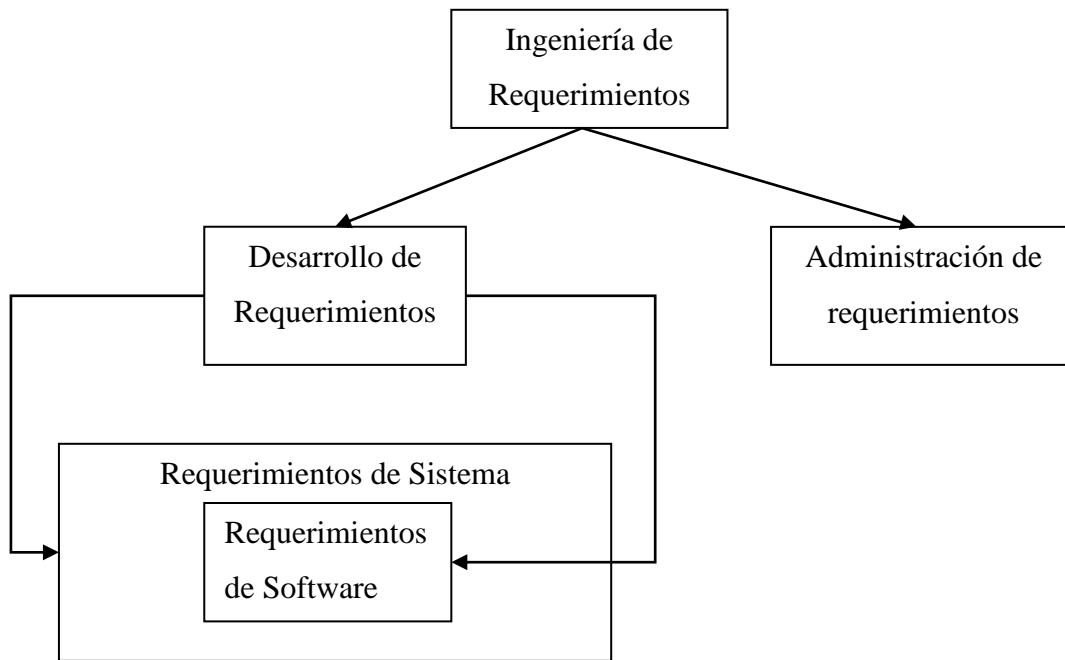 Ingeniería de
Requerimientos
Desarrollo de
Requerimientos
Administración de
requerimientos
Requerimientos de Sistema
Requerimientos
de Software